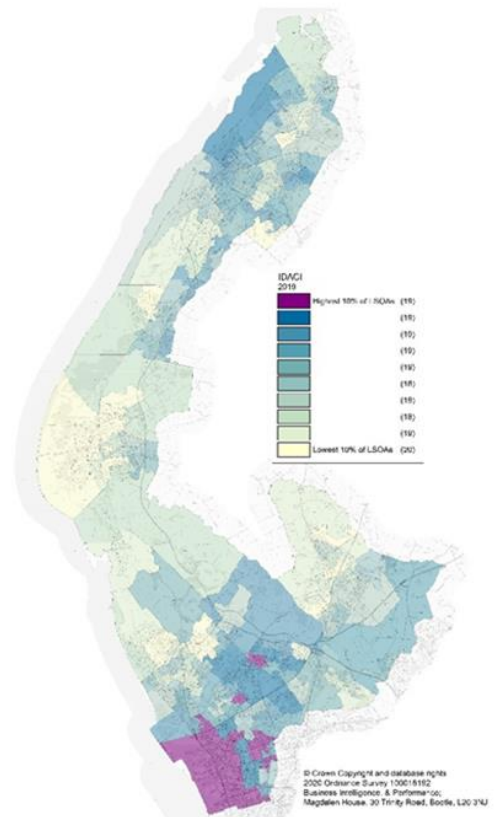 IDACI
2019
Highest 10% of LSOAs (19)
(19)
(19)
(19)
(19)
(18)
(19)
(18)
(19)
Lowest 10% of LSOAs (20)
© Crown Copyright and database rights
2020 Ordnance Survey 100018192
Business Intelligence & Performance;
Magdalen House, 30 Trinity Road, Bootle, L20 3NJ